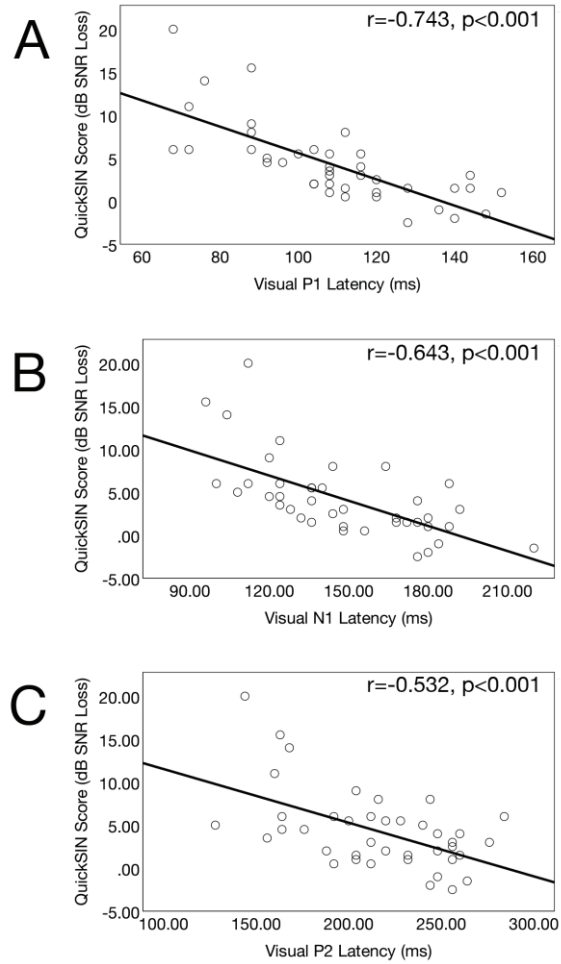 A
r=-0.743, p<0.001
QuickSIN Score (dB SNR Loss)
20
15
10
5
0
-5
60 80 100 120 140 160
Visual P1 Latency (ms)
B
r=-0.643, p<0.001
QuickSIN Score (dB SNR Loss)
20.00
15.00
10.00
5.00
.00
-5.00
90.00 120.00 150.00 180.00 210.00
Visual N1 Latency (ms)
C
r=-0.532, p<0.001
QuickSIN Score (dB SNR Loss)
20.00
15.00
10.00
5.00
.00
-5.00
100.00 150.00 200.00 250.00 300.00
Visual P2 Latency (ms)